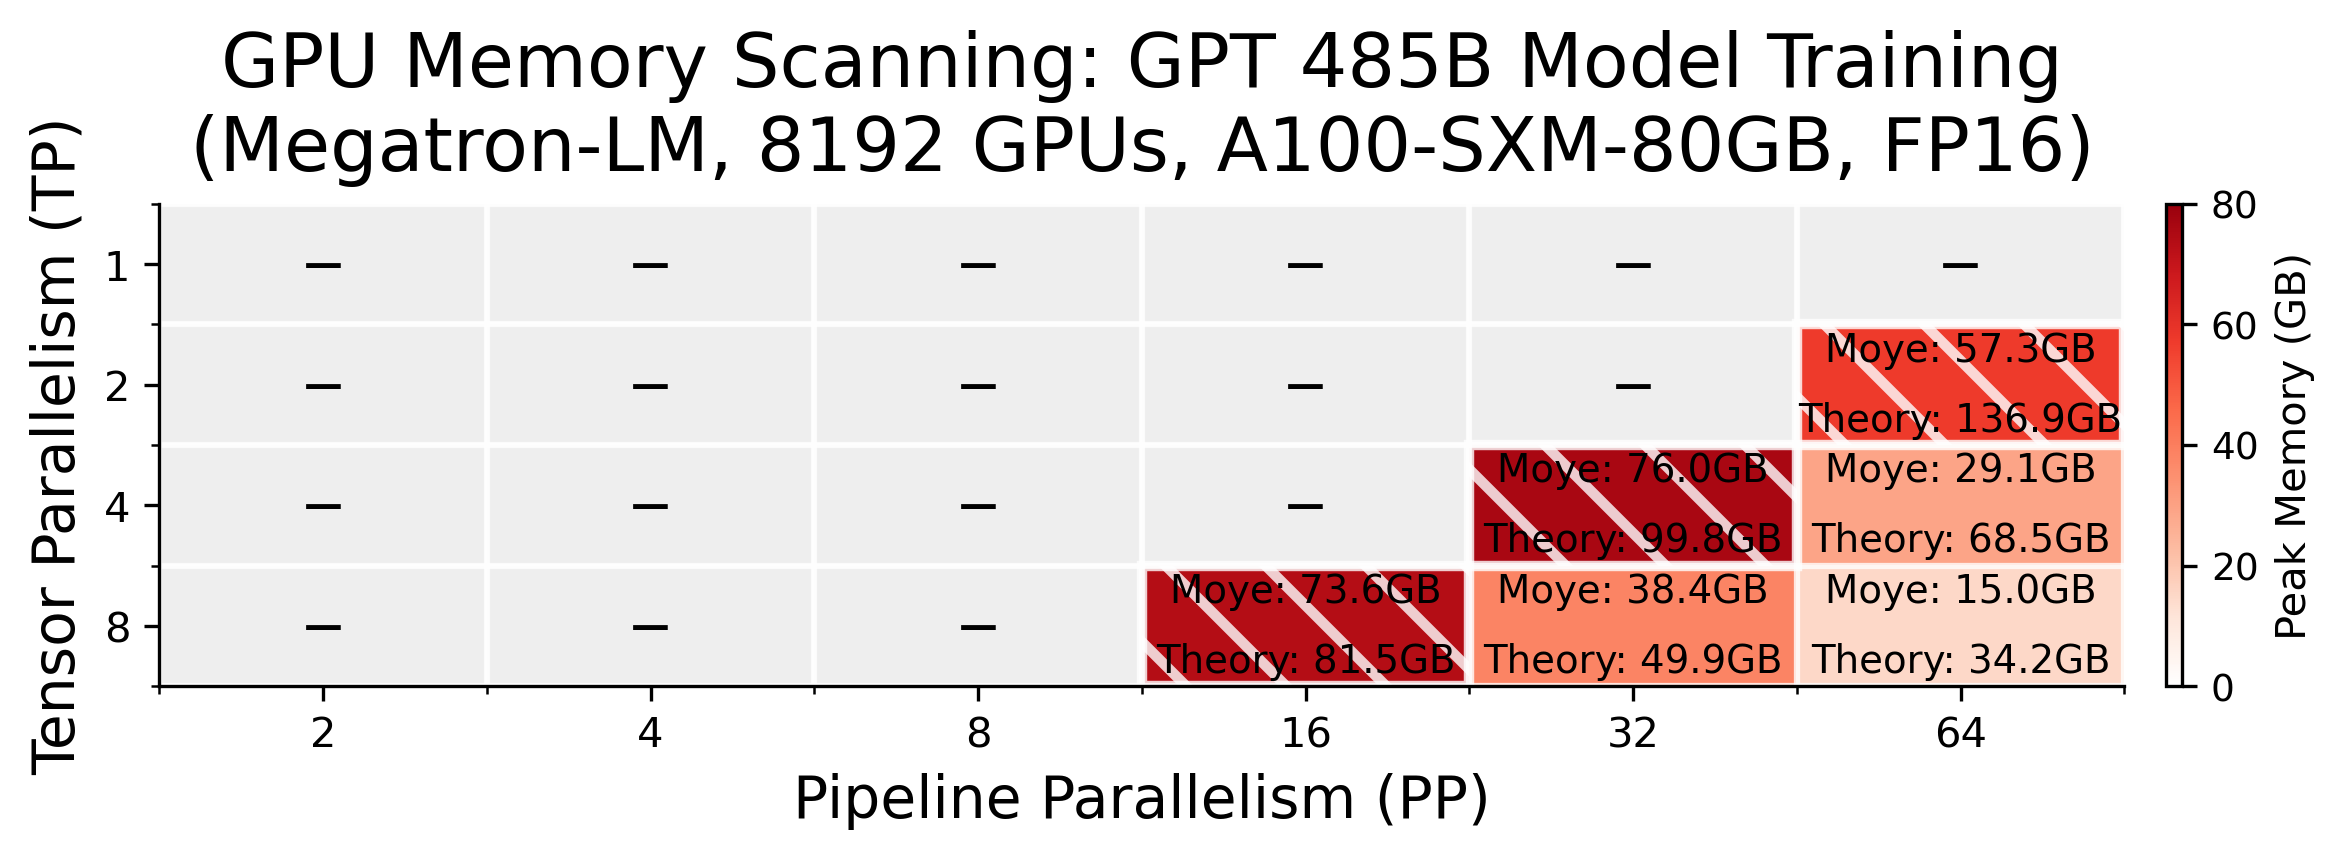 GPU Memory Scanning: GPT 485B Model Training
(Megatron-LM, 8192 GPUs, A100-SXM-80GB, FP16)
Tensor Parallelism (TP)
1
— — — — — —
2
— — — — —
Moye: 57.3GB
Theory: 136.9GB
4
— — — —
Moye: 76.0GB
Theory: 99.8GB
Moye: 29.1GB
Theory: 68.5GB
8
— — —
Moye: 73.6GB
Theory: 81.5GB
Moye: 38.4GB
Theory: 49.9GB
Moye: 15.0GB
Theory: 34.2GB
2 4 8 16 32 64
Pipeline Parallelism (PP)
80
60
40
20
0
Peak Memory (GB)